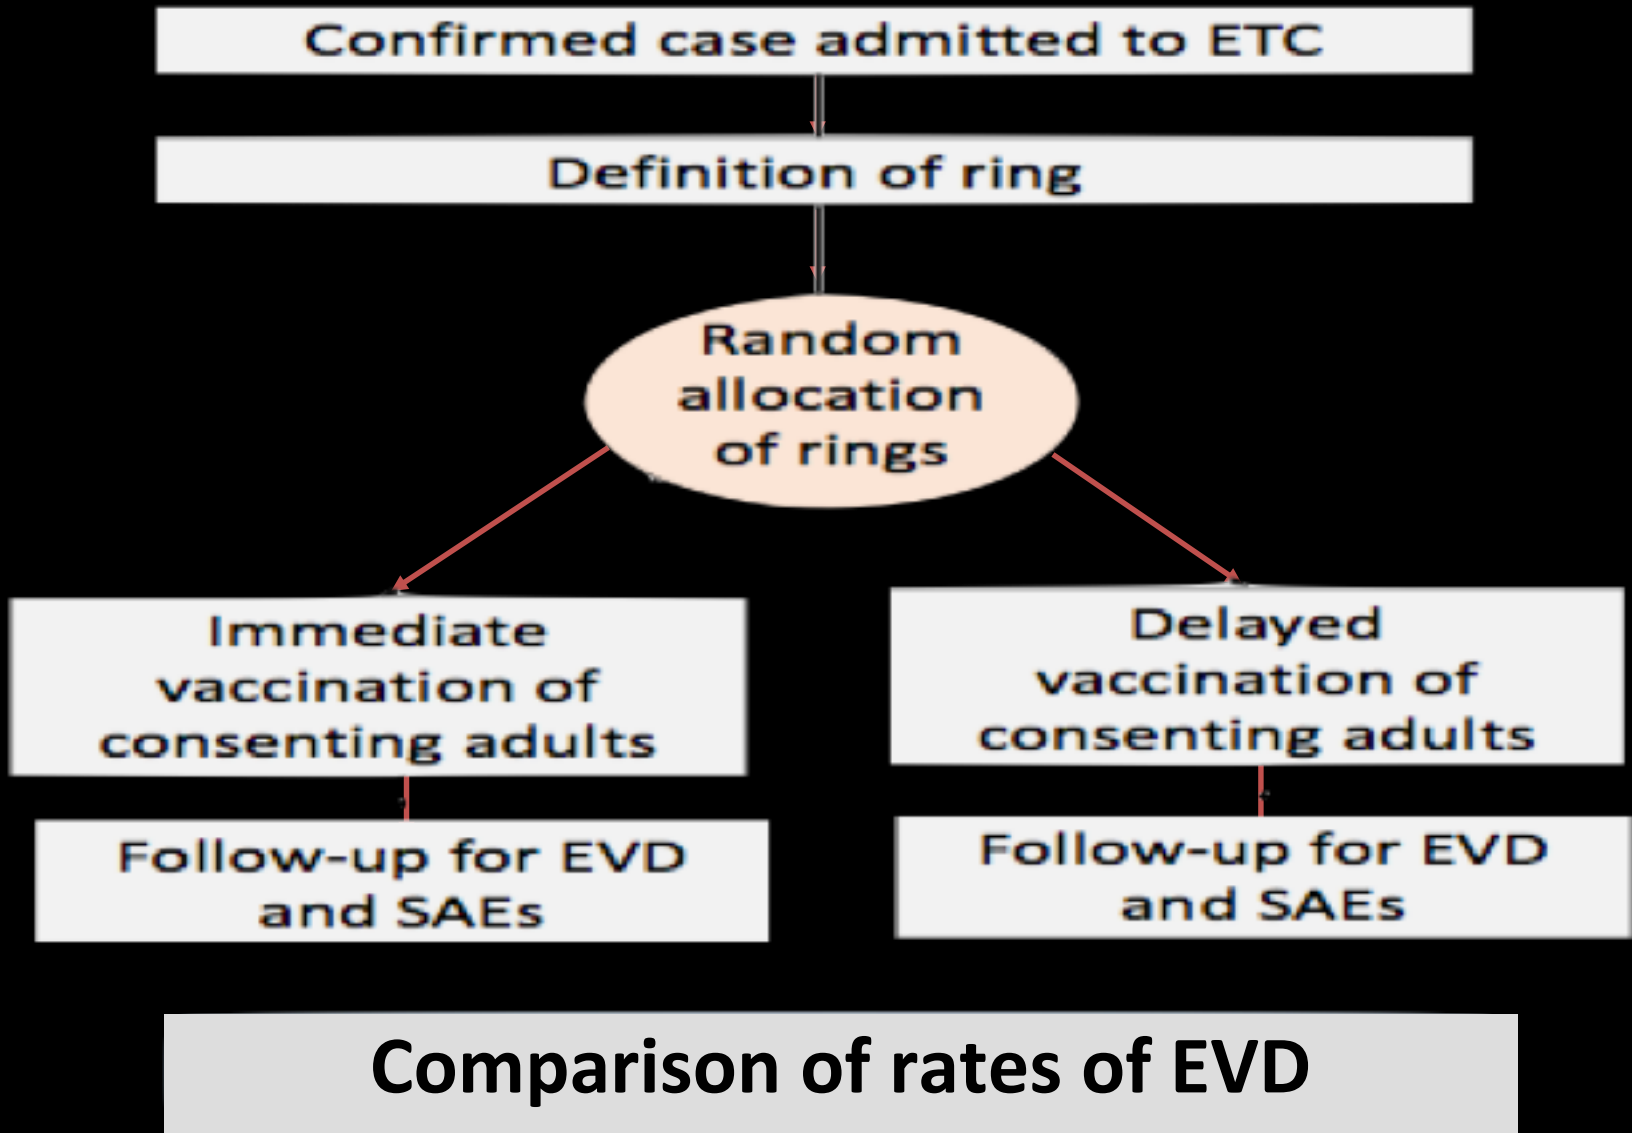 Confirmed case admitted to ETC
Definition of ring
Random
allocation
of rings
Immediate
vaccination of
consenting adults
Delayed
vaccination of
consenting adults
Follow-up for EVD
and SAEs
Follow-up for EVD
and SAEs
Comparison of rates of EVD